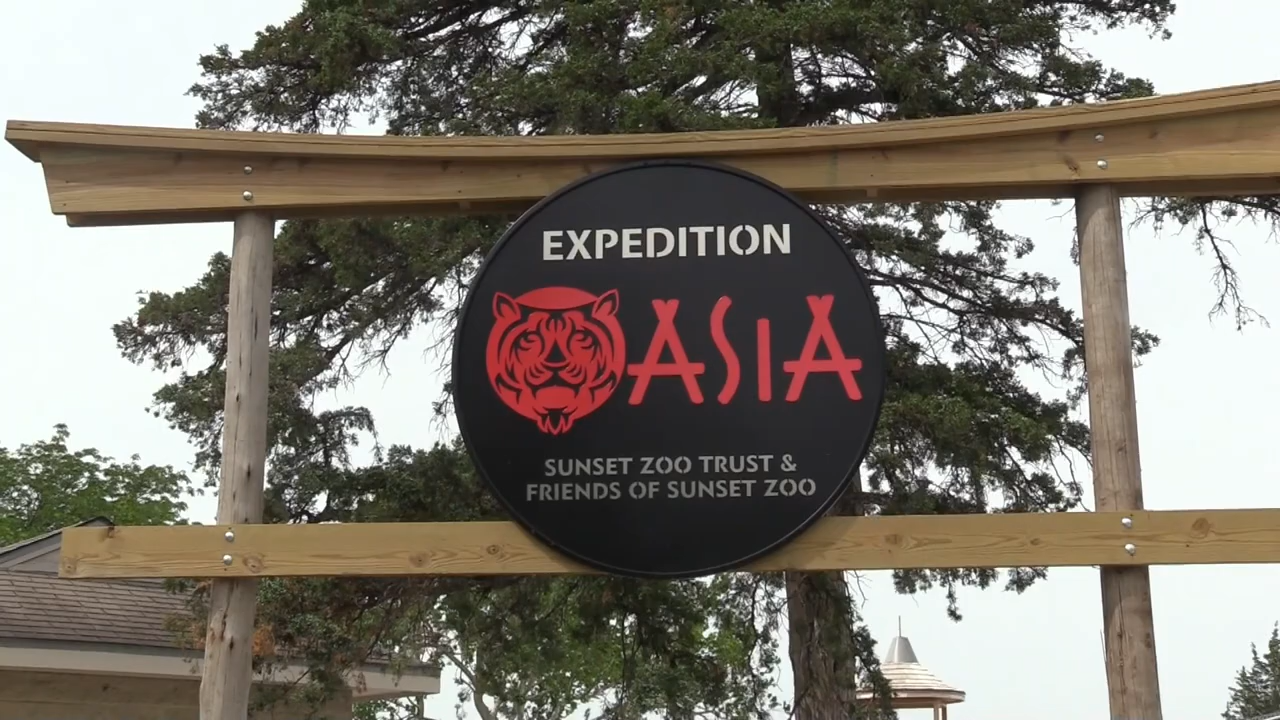 EXPEDITION
ASIA
SUNSET ZOO TRUST &
FRIENDS OF SUNSET ZOO